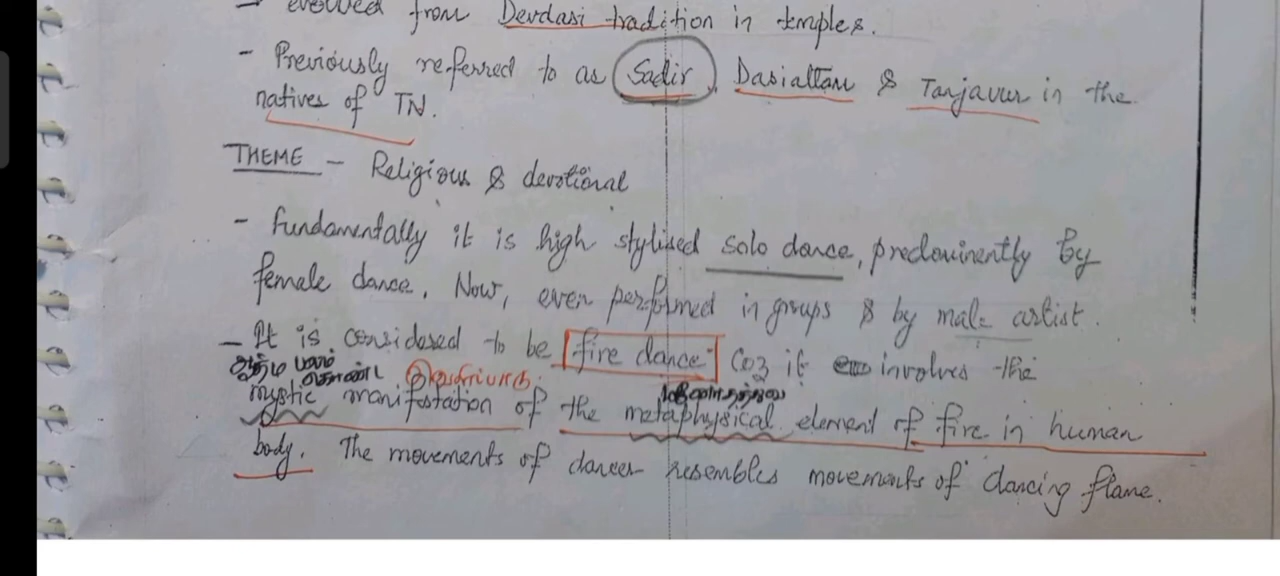 - evolved from Devdasi tradition in temples.
- Previously referred to as Sadir, Dasiattam & Tanjavur in the
natives of TN.
THEME - Religious & devotional
- Fundamentally it is high stylised solo dance, predominently by
female dance. Now, even performed in groups & by male artist.
- It is considered to be fire dance coz it involves the
mystic manifestation of the metaphysical element of fire in human
body. The movements of dancer resembles movements of dancing flame.